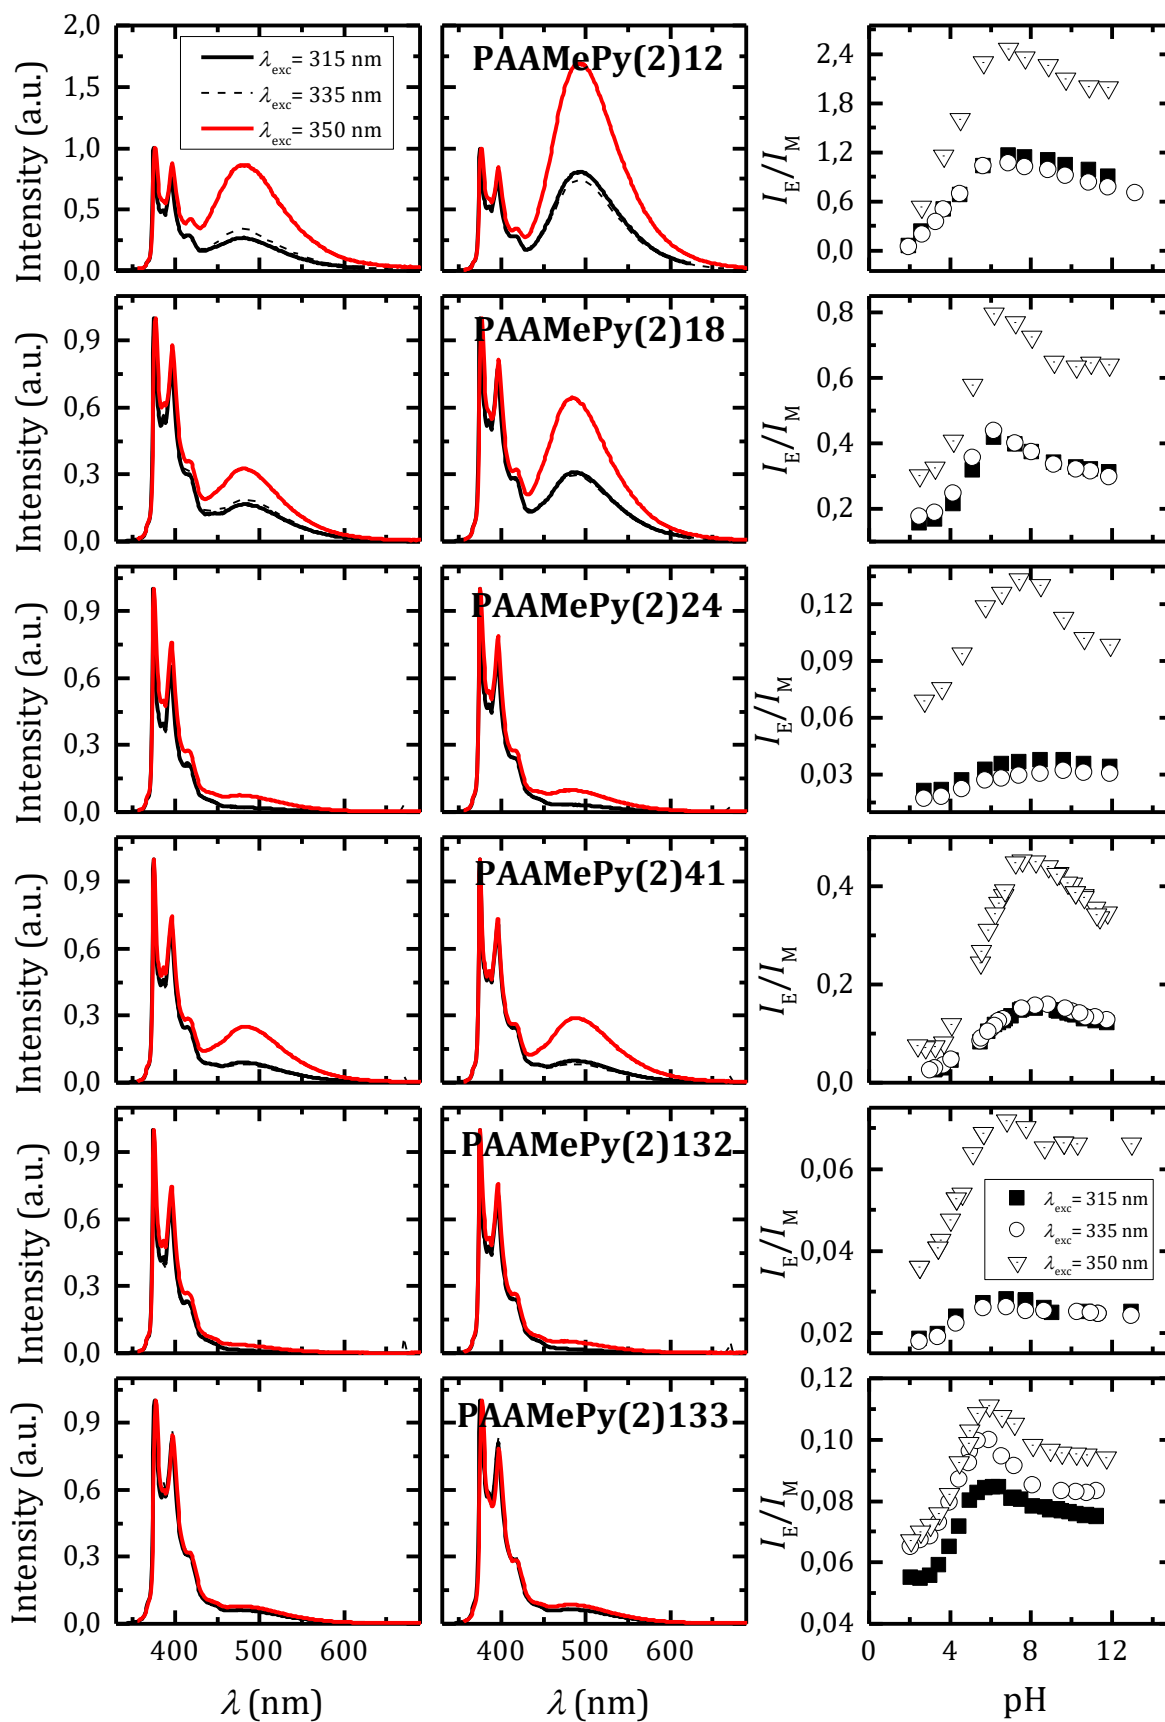 2,0
1,5
1,0
0,5
0,0
Intensity (a.u.)
λexc= 315 nm
λexc= 335 nm
λexc= 350 nm
PAAMePy(2)12
2,4
1,8
1,2
0,6
0,0
IE/IM
0,9
0,6
0,3
0,0
Intensity (a.u.)
PAAMePy(2)18
0,8
0,6
0,4
0,2
IE/IM
0,9
0,6
0,3
0,0
Intensity (a.u.)
PAAMePy(2)24
0,12
0,09
0,06
0,03
IE/IM
0,9
0,6
0,3
0,0
Intensity (a.u.)
PAAMePy(2)41
0,4
0,2
0,0
IE/IM
0,9
0,6
0,3
0,0
Intensity (a.u.)
PAAMePy(2)132
0,06
0,04
0,02
IE/IM
λexc= 315 nm
λexc= 335 nm
λexc= 350 nm
0,9
0,6
0,3
0,0
Intensity (a.u.)
PAAMePy(2)133
0,12
0,10
0,08
0,06
0,04
IE/IM
400 500 600
400 500 600
0 4 8 12
λ (nm)
λ (nm)
pH